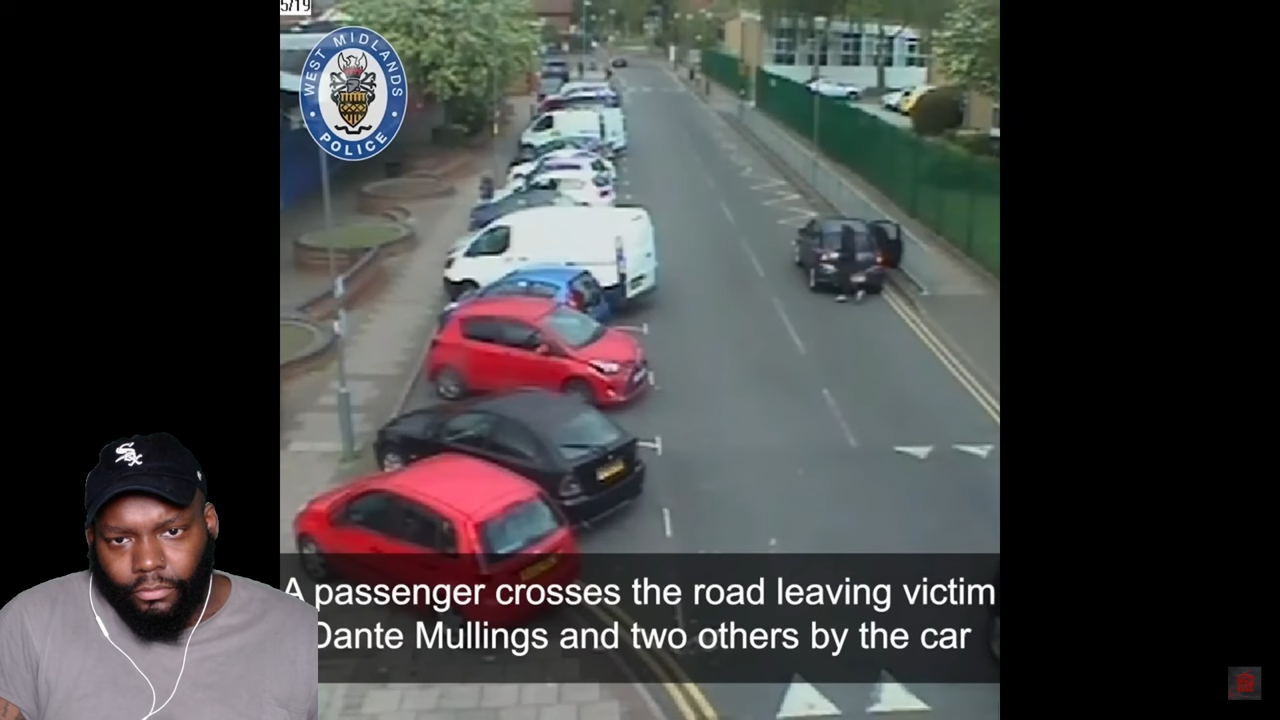 5/19
WEST MIDLANDS
POLICE
Sox
A passenger crosses the road leaving victim
Dante Mullings and two others by the car